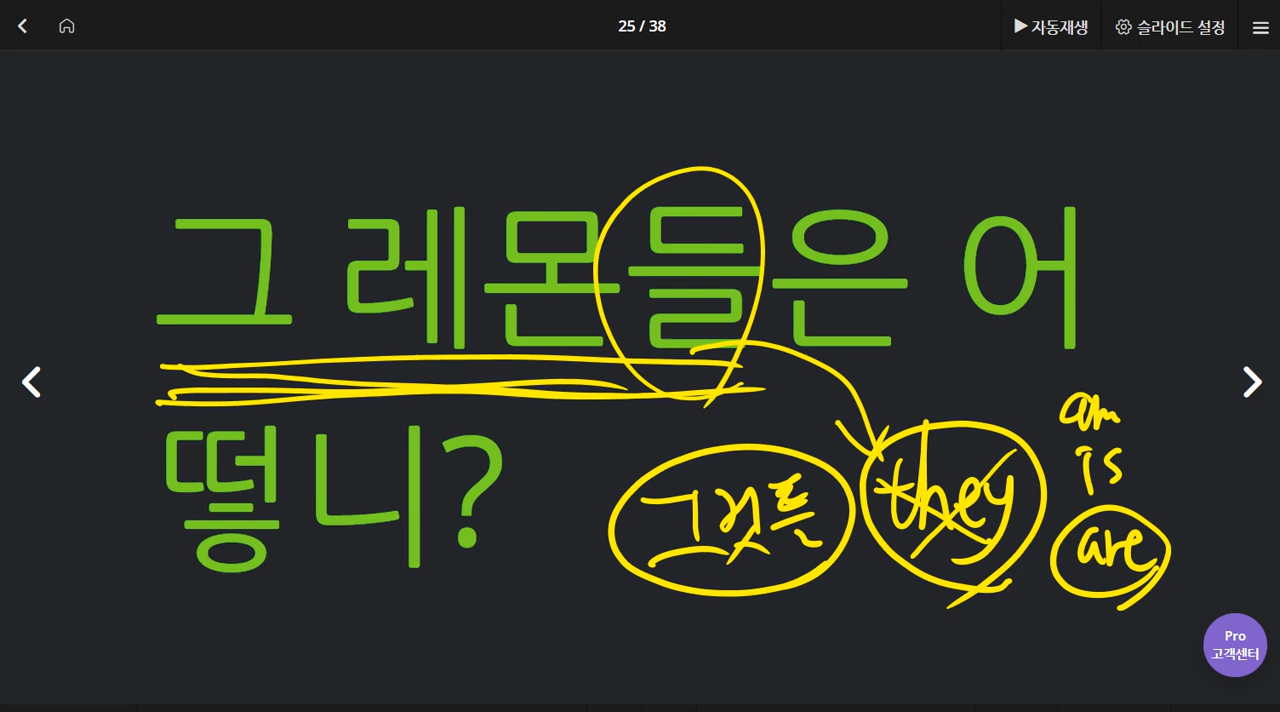 25 / 38
자동재생
슬라이드 설정
그 레몬들은 어
떻니?
그것들
they
am
is
are
Pro
고객센터